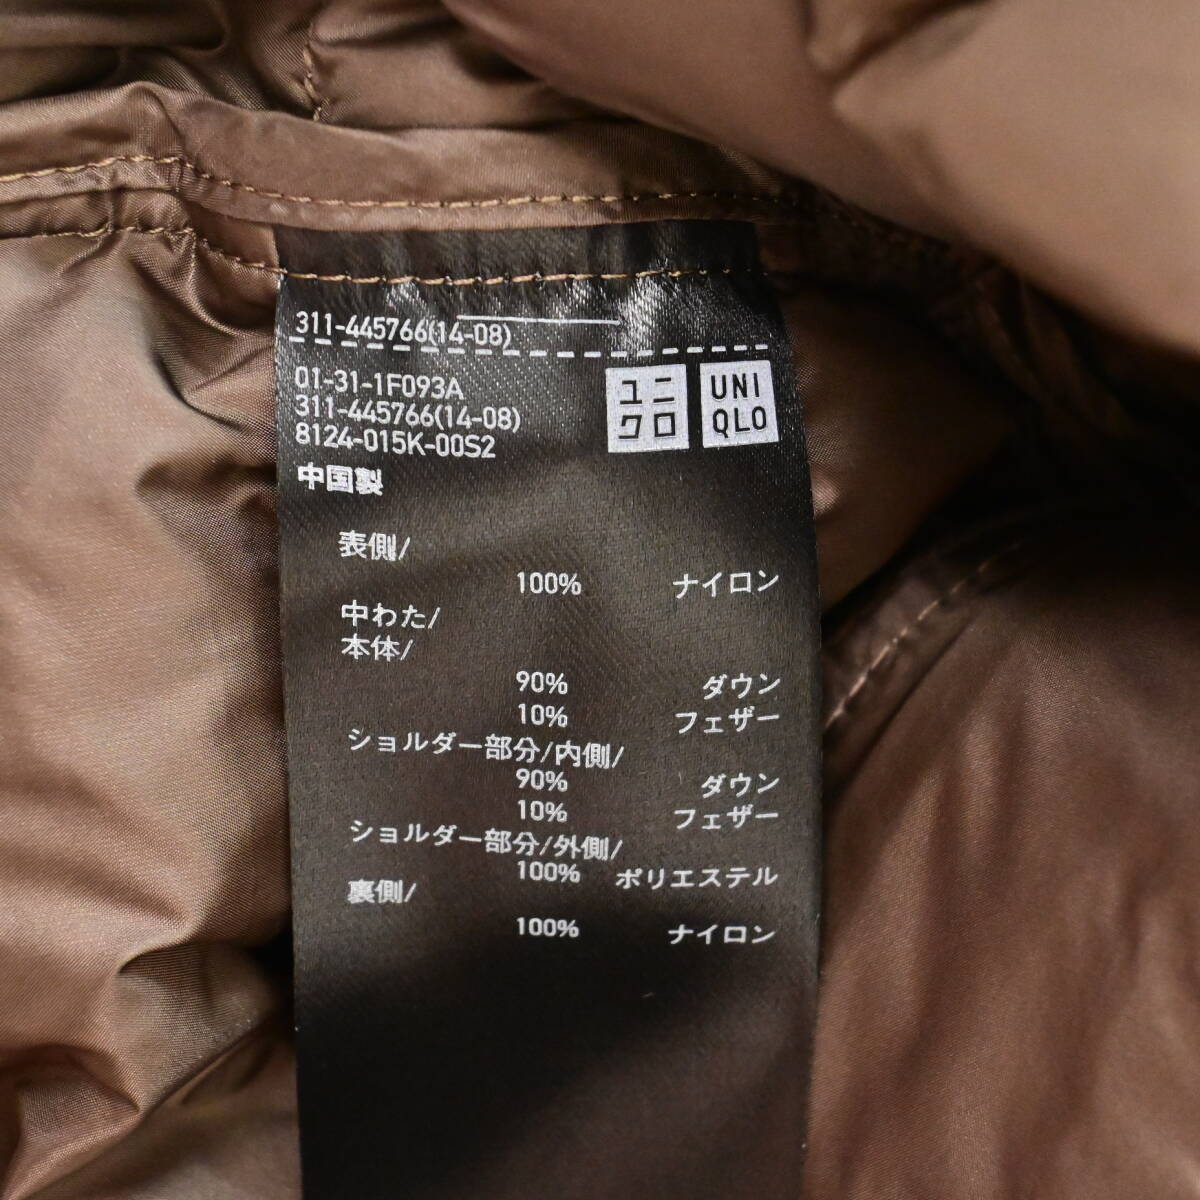 311-445766(14-08)
01-31-1F093A
311-445766(14-08)
8124-015K-00S2
中国製
ユニ
クロ
UNI
QLO
表側/
100% ナイロン
中わた/
本体/
90% ダウン
10% フェザー
ショルダー部分/内側/
90% ダウン
10% フェザー
ショルダー部分/外側/
100% ポリエステル
裏側/
100% ナイロン